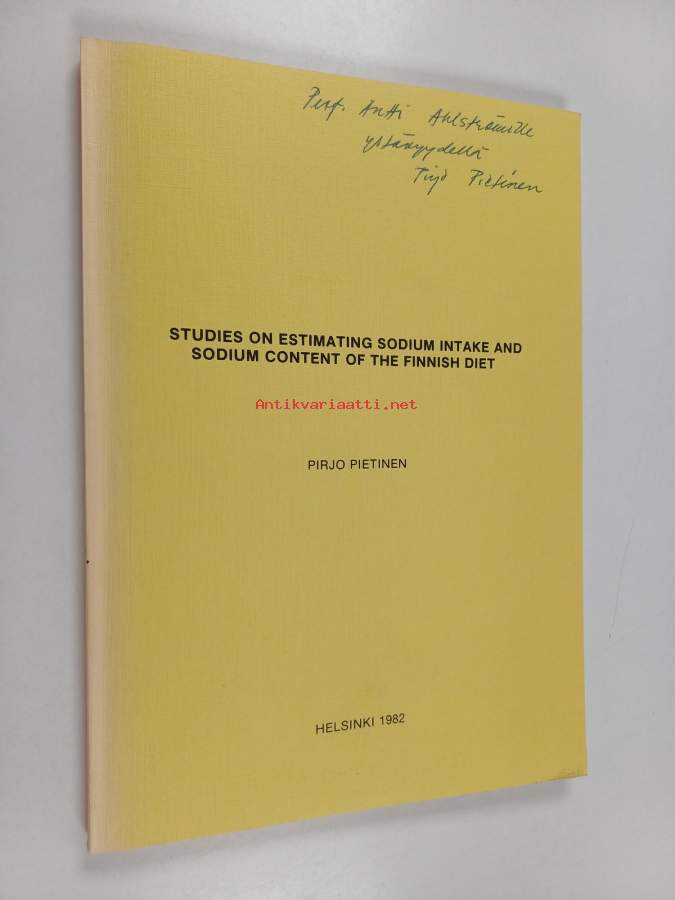 Prof. Antti Ahlströmille
ystävyydellä
Pirjo Pietinen
STUDIES ON ESTIMATING SODIUM INTAKE AND
SODIUM CONTENT OF THE FINNISH DIET
Antikvariaatti.net
PIRJO PIETINEN
HELSINKI 1982